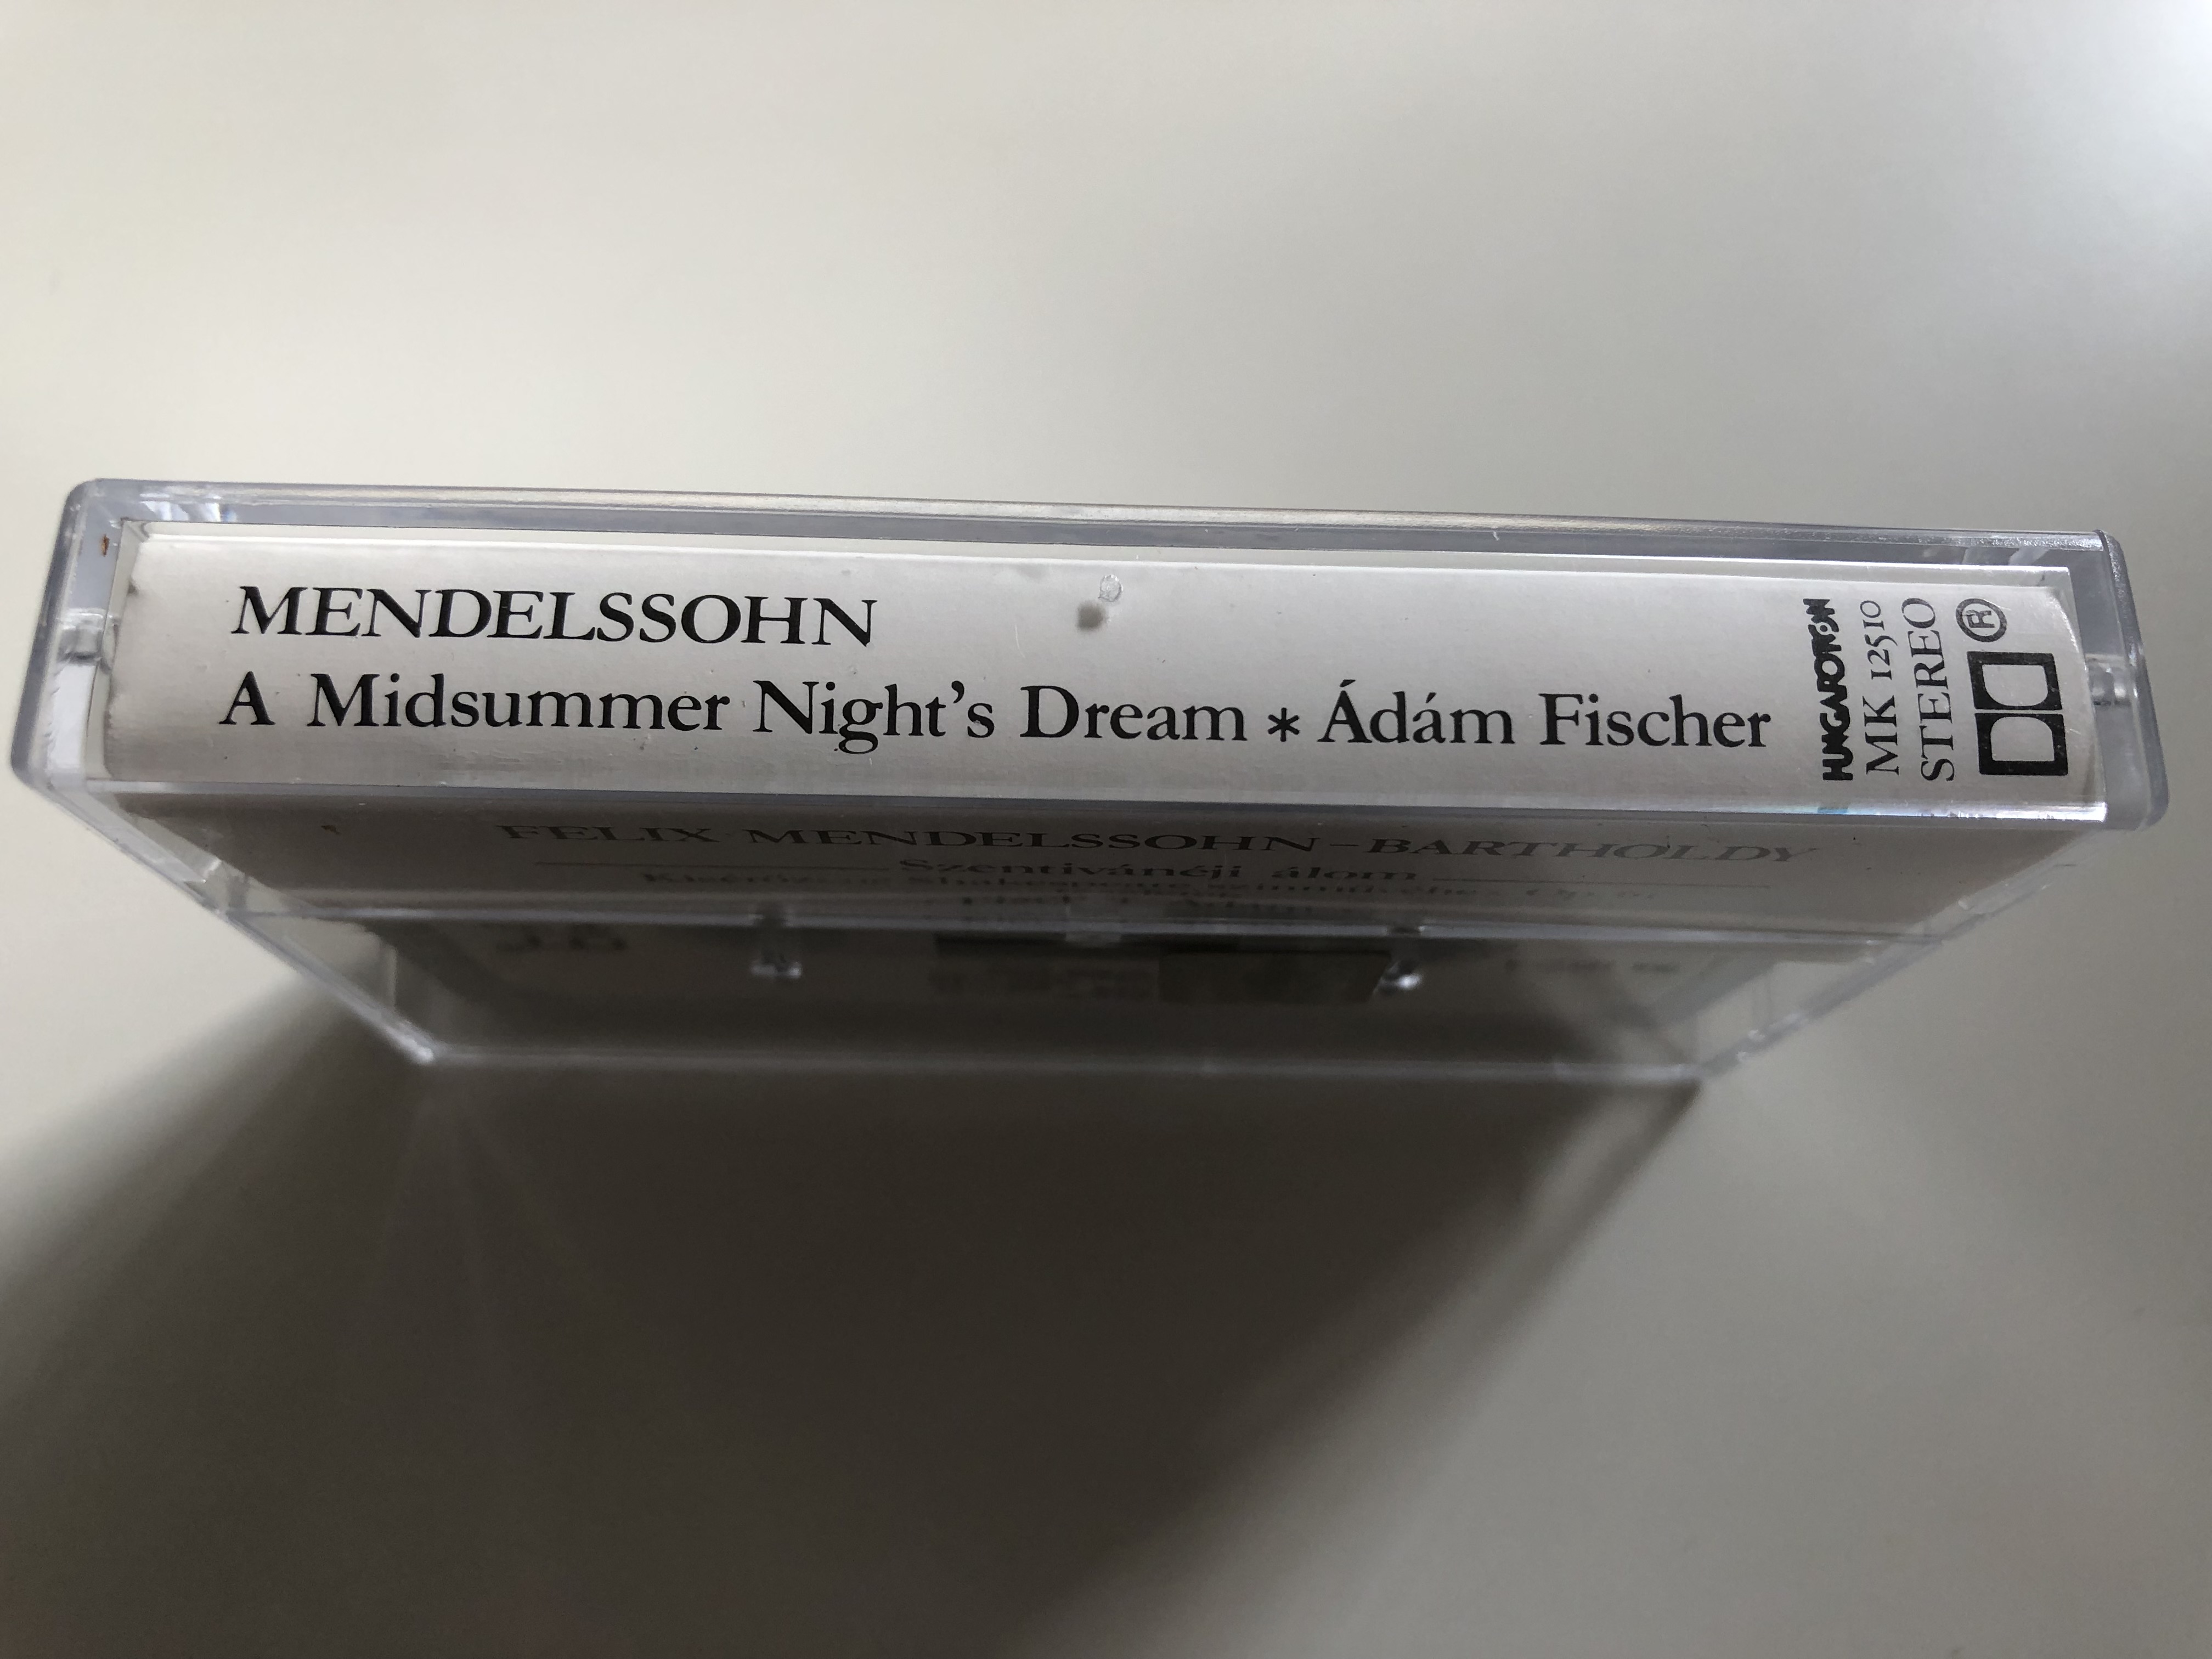 MENDELSSOHN
A Midsummer Night's Dream * Ádám Fischer
HUNGAROTON
MK 12510
STEREO
®
FELIX MENDELSSOHN-BARTHOLDY
Szentivánéji álom